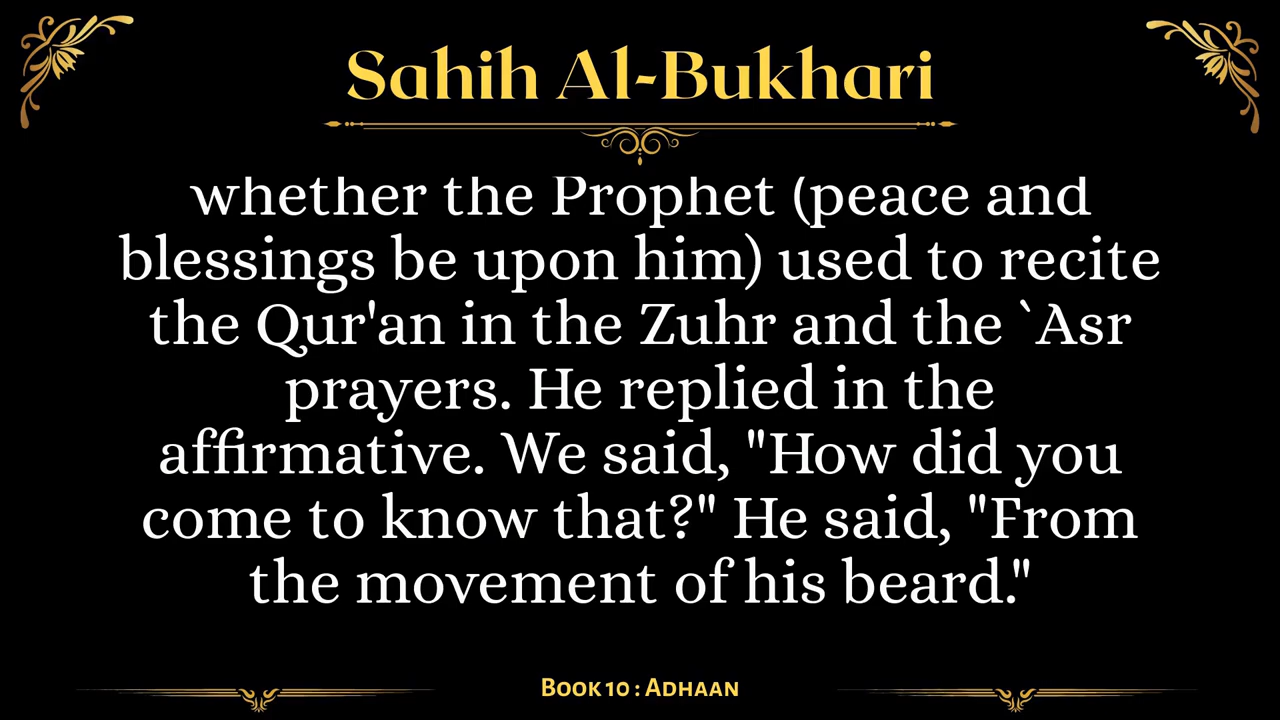 Sahih Al-Bukhari
whether the Prophet (peace and
blessings be upon him) used to recite
the Qur'an in the Zuhr and the `Asr
prayers. He replied in the
affirmative. We said, "How did you
come to know that?" He said, "From
the movement of his beard."
Book 10 : Adhaan